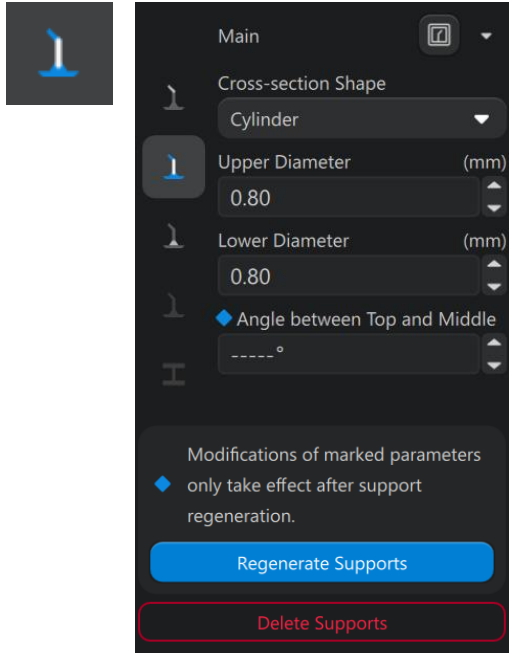 Main
Cross-section Shape
Cylinder
Upper Diameter (mm)
0.80
Lower Diameter (mm)
0.80
Angle between Top and Middle
-----°
Modifications of marked parameters
only take effect after support
regeneration.
Regenerate Supports
Delete Supports